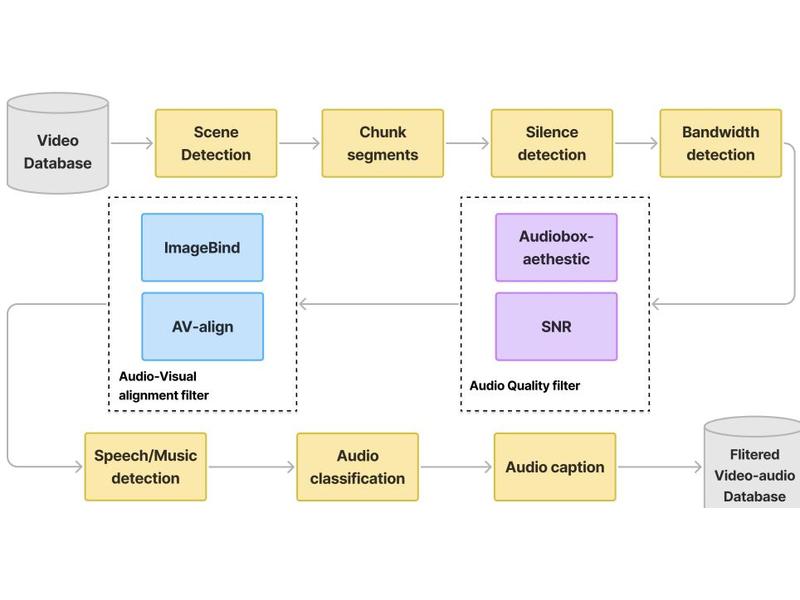 Video
Database
Scene
Detection
Chunk
segments
Silence
detection
Bandwidth
detection
ImageBind
AV-align
Audio-Visual
alignment filter
Audiobox-
aethestic
SNR
Audio Quality filter
Speech/Music
detection
Audio
classification
Audio caption
Flitered
Video-audio
Database